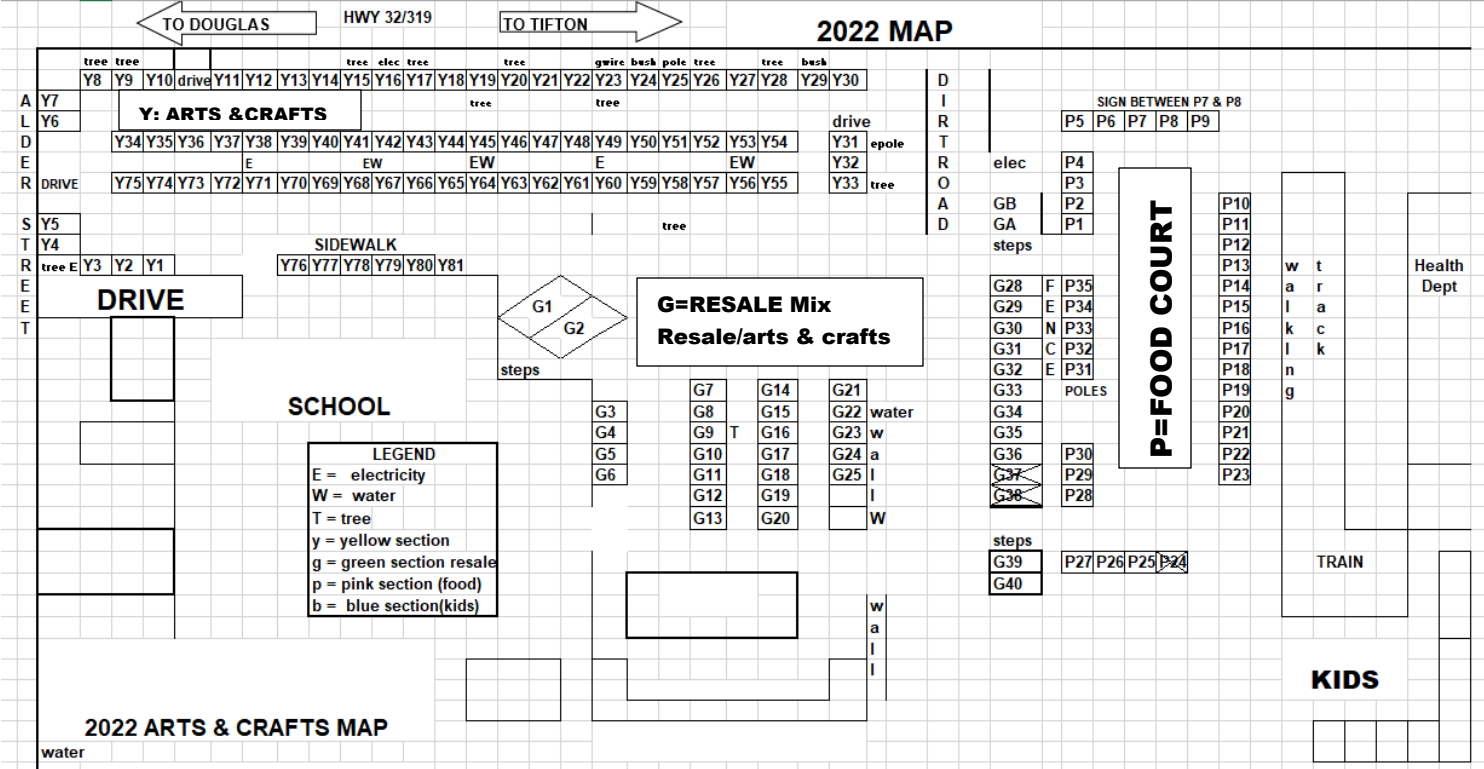 TO DOUGLAS HWY 32/319 TO TIFTON 2022 MAP
tree tree tree elec tree tree gwire bush pole tree tree bush
Y8 Y9 Y10 drive Y11 Y12 Y13 Y14 Y15 Y16 Y17 Y18 Y19 Y20 Y21 Y22 Y23 Y24 Y25 Y26 Y27 Y28 Y29 Y30
ALDER STREET
DIRT ROAD
Y7 tree tree SIGN BETWEEN P7 & P8
Y: ARTS &CRAFTS
Y6 drive P5 P6 P7 P8 P9
Y34 Y35 Y36 Y37 Y38 Y39 Y40 Y41 Y42 Y43 Y44 Y45 Y46 Y47 Y48 Y49 Y50 Y51 Y52 Y53 Y54 Y31 epole
E EW EW E EW Y32 elec P4
DRIVE Y75 Y74 Y73 Y72 Y71 Y70 Y69 Y68 Y67 Y66 Y65 Y64 Y63 Y62 Y61 Y60 Y59 Y58 Y57 Y56 Y55 Y33 tree P3
GB P2 P10
Y5 tree GA P1 P11
Y4 SIDEWALK steps P12
tree E Y3 Y2 Y1 Y76 Y77 Y78 Y79 Y80 Y81 P13
walking track
Health
Dept
DRIVE
G1
G2
G=RESALE Mix
Resale/arts & crafts
P=FOOD COURT
FENCE
G28 P35 P14
G29 P34 P15
G30 P33 P16
G31 P32 P17
steps G32 P31 P18
G7 G14 G21 G33 POLES P19
SCHOOL
G3 G8 G15 G22 water G34 P20
G4 G9 T G16 G23 G35 P21
G5 G10 G17 G24 G36 P30 P22
G6 G11 G18 G25 G37 P29 P23
G12 G19 G38 P28
G13 G20
w
a
l
l
W
LEGEND
E = electricity
W = water
T = tree
y = yellow section
g = green section resale
p = pink section (food)
b = blue section(kids)
steps
G39 P27 P26 P25 P24 TRAIN
G40
w
a
l
l
KIDS
2022 ARTS & CRAFTS MAP
water